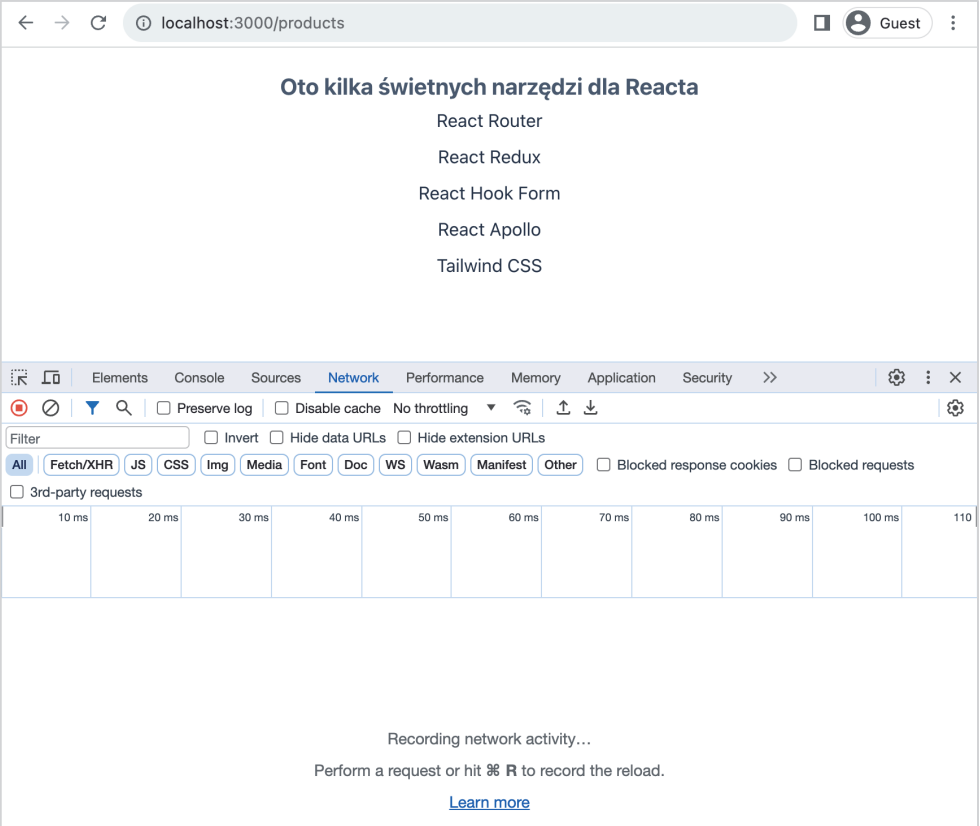 localhost:3000/products Guest
Oto kilka świetnych narzędzi dla Reacta
React Router
React Redux
React Hook Form
React Apollo
Tailwind CSS
Elements Console Sources Network Performance Memory Application Security
Preserve log Disable cache No throttling
Filter Invert Hide data URLs Hide extension URLs
All Fetch/XHR JS CSS Img Media Font Doc WS Wasm Manifest Other Blocked response cookies Blocked requests
3rd-party requests
10 ms 20 ms 30 ms 40 ms 50 ms 60 ms 70 ms 80 ms 90 ms 100 ms 110
Recording network activity…
Perform a request or hit ⌘ R to record the reload.
Learn more